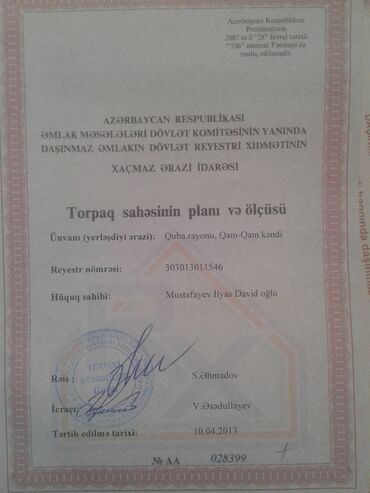 Azərbaycan Respublikası
Prezidentinin
2007-ci il "28" fevral tarixli
"536" nömrəli Fərmanı ilə
təsdiq edilmişdir.
AZƏRBAYCAN RESPUBLİKASI
ƏMLAK MƏSƏLƏLƏRİ DÖVLƏT KOMİTƏSİNİN YANINDA
DAŞINMAZ ƏMLAKIN DÖVLƏT REYESTRİ XİDMƏTİNİN
XAÇMAZ ƏRAZİ İDARƏSİ
Torpaq sahəsinin planı və ölçüsü
Ünvanı (yerləşdiyi ərazi): Quba rayonu, Qam-Qam kəndi
Reyestr nömrəsi: 303013011546
Hüquq sahibi: Mustafayev İlyas David oğlu
TEXNİKİ
Rəis : S.Əhmədov
İcraçı: V.Əsədullayev
Tərtib edilmə tarixi: 10.04.2013
№ AA 028399